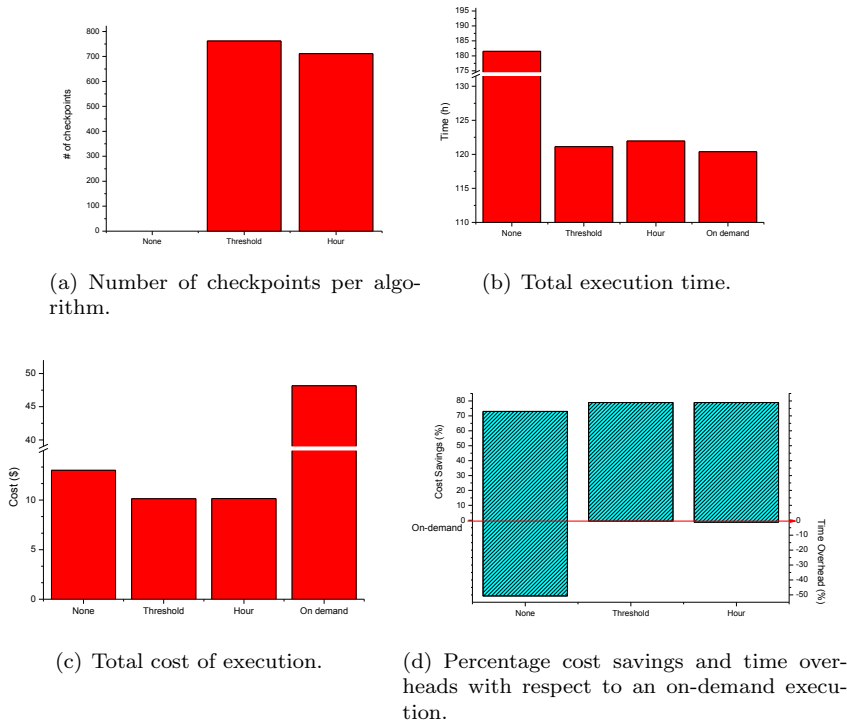 800
700
600
500
400
300
200
100
0
# of checkpoints
None Threshold Hour
(a) Number of checkpoints per algo-
rithm.
195
190
185
180
175
130
125
120
115
110
Time (h)
None Threshold Hour On demand
(b) Total execution time.
50
45
40
10
5
0
Cost ($)
None Threshold Hour On demand
(c) Total cost of execution.
80
70
60
50
40
30
20
10
0
Cost Savings (%)
On-demand
0
-10
-20
-30
-40
-50
Time Overhead (%)
None Threshold Hour
(d) Percentage cost savings and time over-
heads with respect to an on-demand execu-
tion.